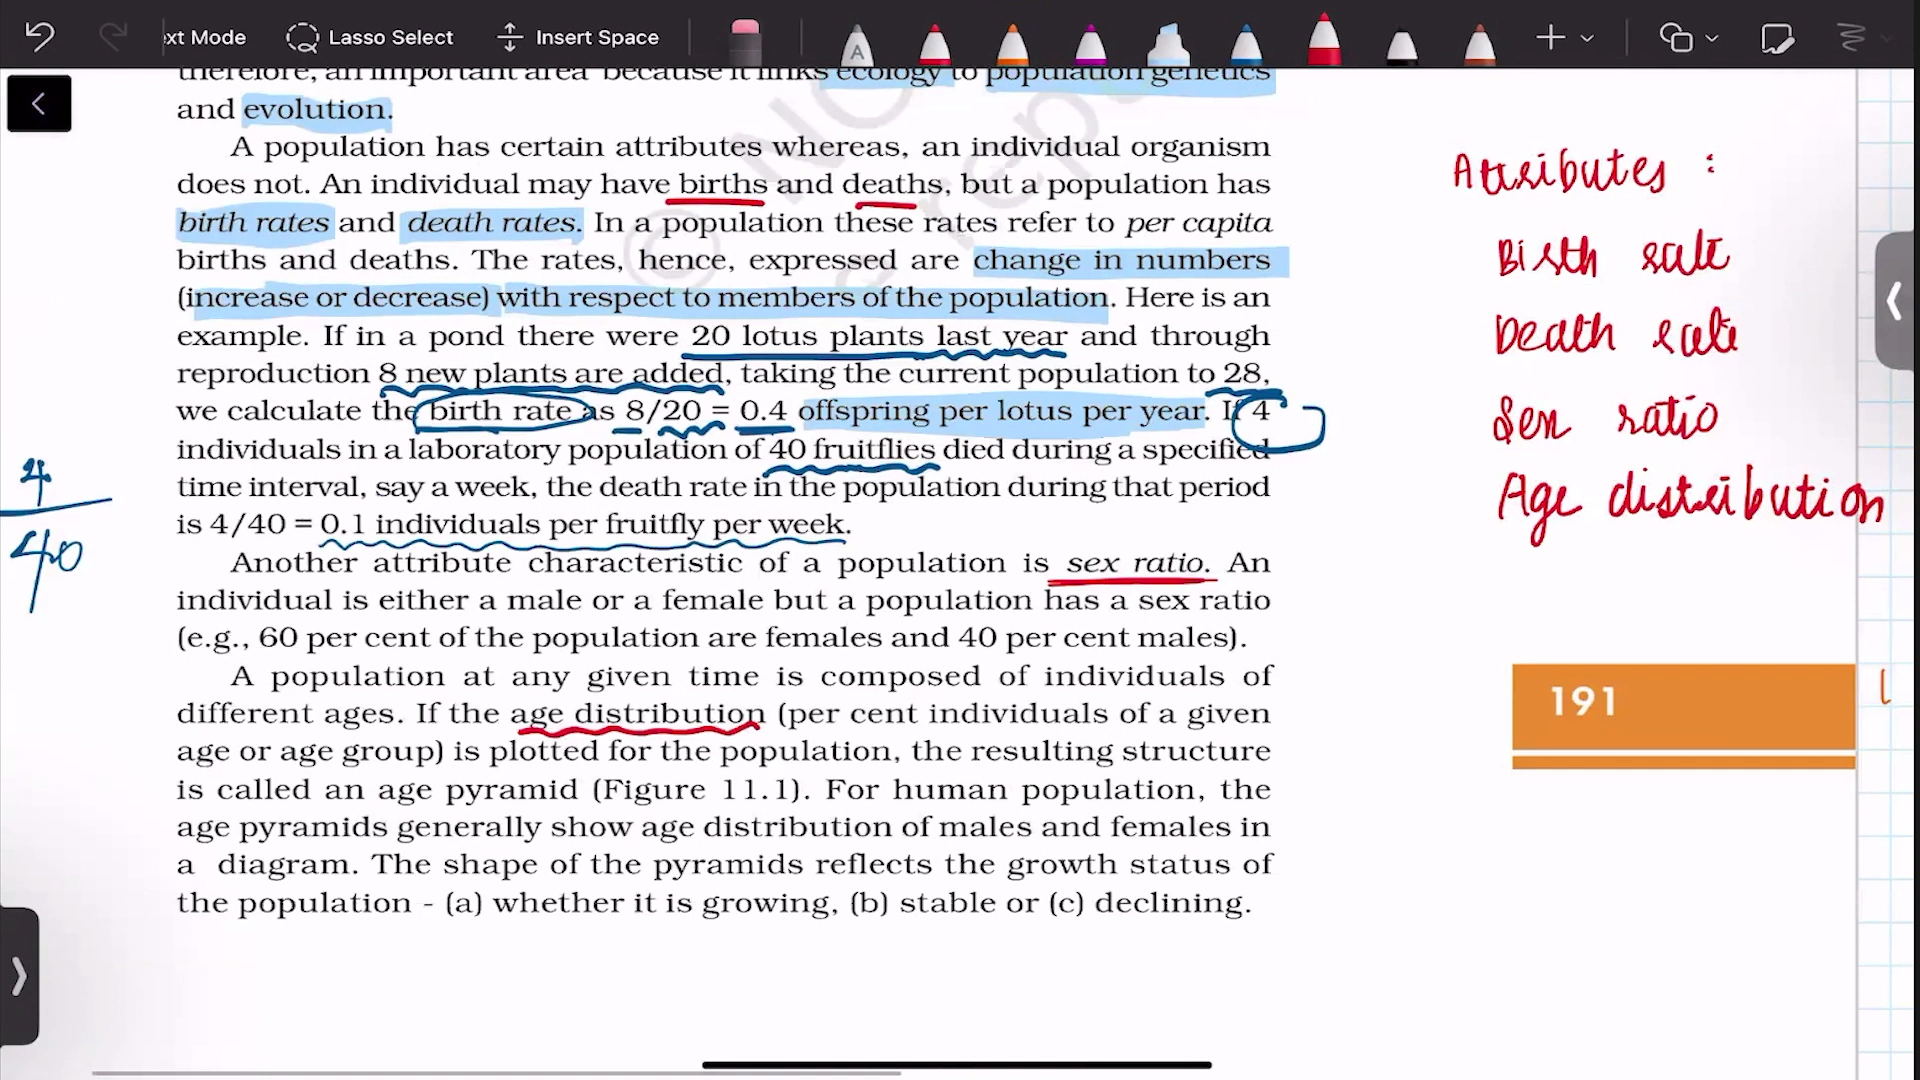 xt Mode Lasso Select Insert Space
therefore, an important area because it links ecology to population genetics
and evolution.
A population has certain attributes whereas, an individual organism
does not. An individual may have births and deaths, but a population has
birth rates and death rates. In a population these rates refer to per capita
births and deaths. The rates, hence, expressed are change in numbers
(increase or decrease) with respect to members of the population. Here is an
example. If in a pond there were 20 lotus plants last year and through
reproduction 8 new plants are added, taking the current population to 28,
we calculate the birth rate as 8/20 = 0.4 offspring per lotus per year. If 4
individuals in a laboratory population of 40 fruitflies died during a specified
time interval, say a week, the death rate in the population during that period
is 4/40 = 0.1 individuals per fruitfly per week.
Another attribute characteristic of a population is sex ratio. An
individual is either a male or a female but a population has a sex ratio
(e.g., 60 per cent of the population are females and 40 per cent males).
A population at any given time is composed of individuals of
different ages. If the age distribution (per cent individuals of a given
age or age group) is plotted for the population, the resulting structure
is called an age pyramid (Figure 11.1). For human population, the
age pyramids generally show age distribution of males and females in
a diagram. The shape of the pyramids reflects the growth status of
the population - (a) whether it is growing, (b) stable or (c) declining.
4
40
Attributes :
Birth rate
Death rate
Sex ratio
Age distribution
191